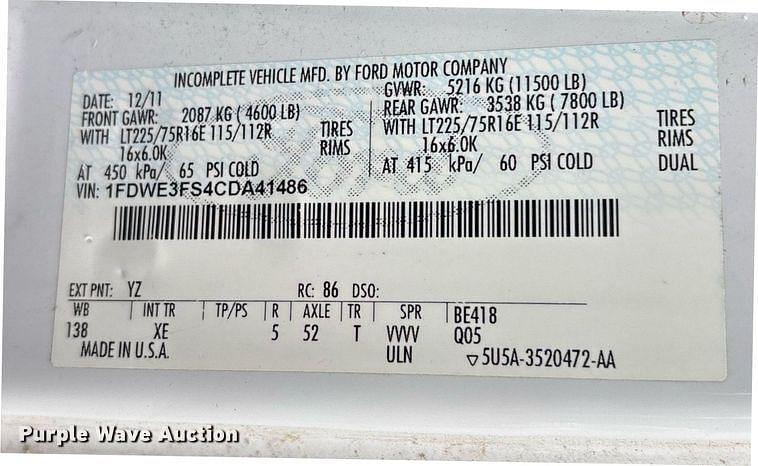 INCOMPLETE VEHICLE MFD. BY FORD MOTOR COMPANY
DATE: 12/11 GVWR: 5216 KG (11500 LB)
FRONT GAWR: 2087 KG ( 4600 LB) REAR GAWR: 3538 KG ( 7800 LB)
WITH LT225/75R16E 115/112R TIRES WITH LT225/75R16E 115/112R TIRES
16x6.0K RIMS 16x6.0K RIMS
AT 450 kPa/ 65 PSI COLD AT 415 kPa/ 60 PSI COLD DUAL
VIN: 1FDWE3FS4CDA41486
EXT PNT: YZ RC: 86 DSO:
WB INT TR TP/PS R AXLE TR SPR BE418
138 XE 5 52 T VVVV Q05
MADE IN U.S.A. ULN ▽5U5A-3520472-AA
Purple Wave Auction